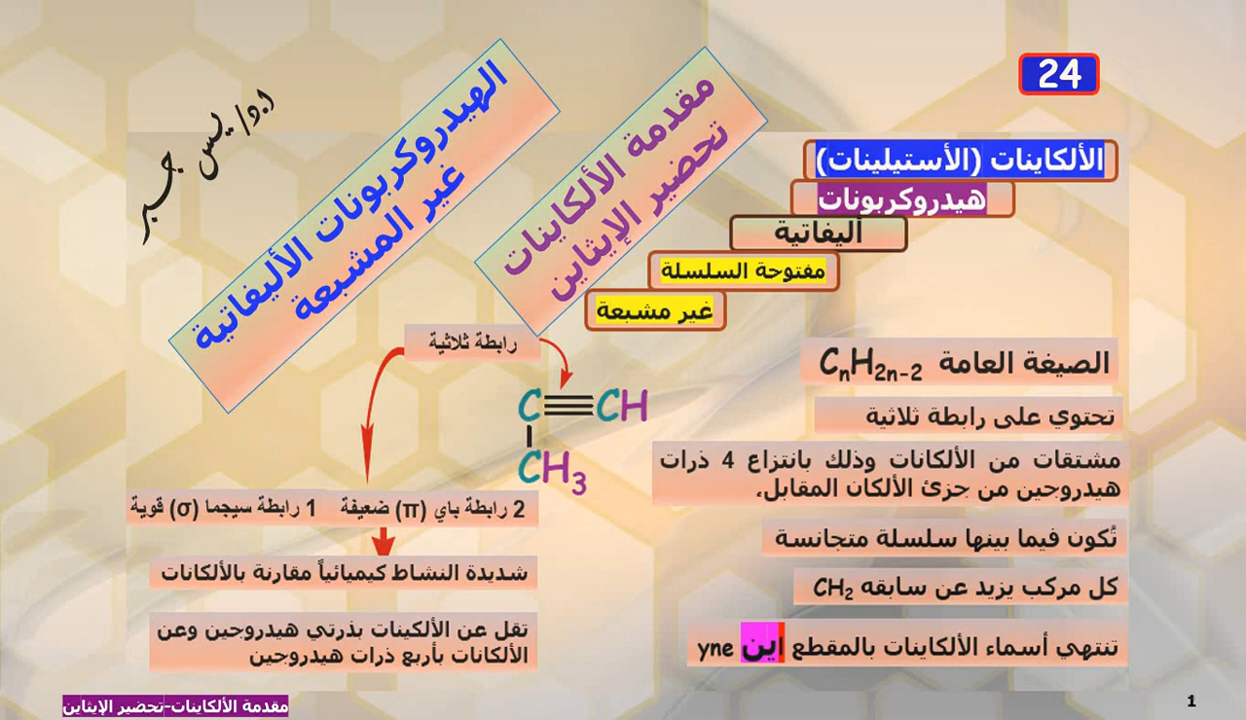 24
الألكاينات (الأستيلينات)
هيدروكربونات
أليفاتية
مفتوحة السلسلة
غير مشبعة
مقدمة الألكاينات
تحضير الإيثاين
الهيدروكربونات الأليفاتية
غير المشبعة
ا.د/ يس جبر
الصيغة العامة CnH2n-2
تحتوي على رابطة ثلاثية
مشتقات من الألكانات وذلك بانتزاع 4 ذرات
هيدروجين من جزئ الألكان المقابل.
تُكون فيما بينها سلسلة متجانسة
كل مركب يزيد عن سابقه CH2
تنتهي أسماء الألكاينات بالمقطع اين yne
رابطة ثلاثية
C≡CH
CH3
2 رابطة باي (π) ضعيفة 1 رابطة سيجما (σ) قوية
شديدة النشاط كيميائياً مقارنة بالألكانات
تقل عن الألكينات بذرتي هيدروجين وعن
الألكانات بأربع ذرات هيدروجين
مقدمة الألكاينات-تحضير الإيثاين
1